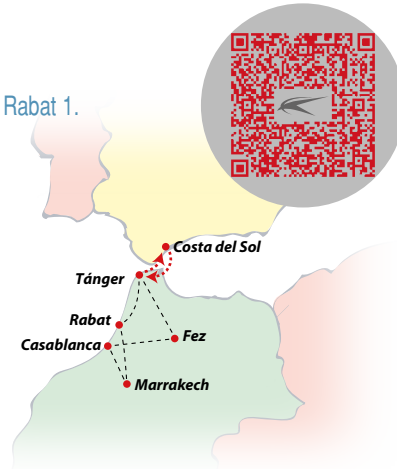 Rabat 1.
Costa del Sol
Tánger
Rabat
Fez
Casablanca
Marrakech